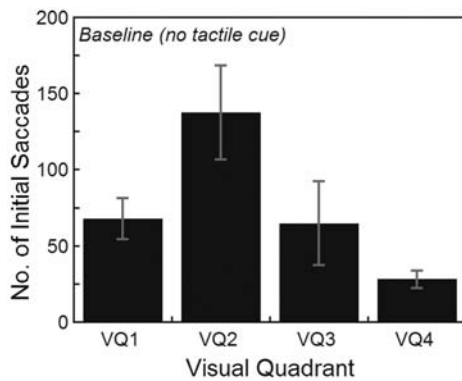 200
Baseline (no tactile cue)
150
100
50
0
No. of Initial Saccades
VQ1 VQ2 VQ3 VQ4
Visual Quadrant